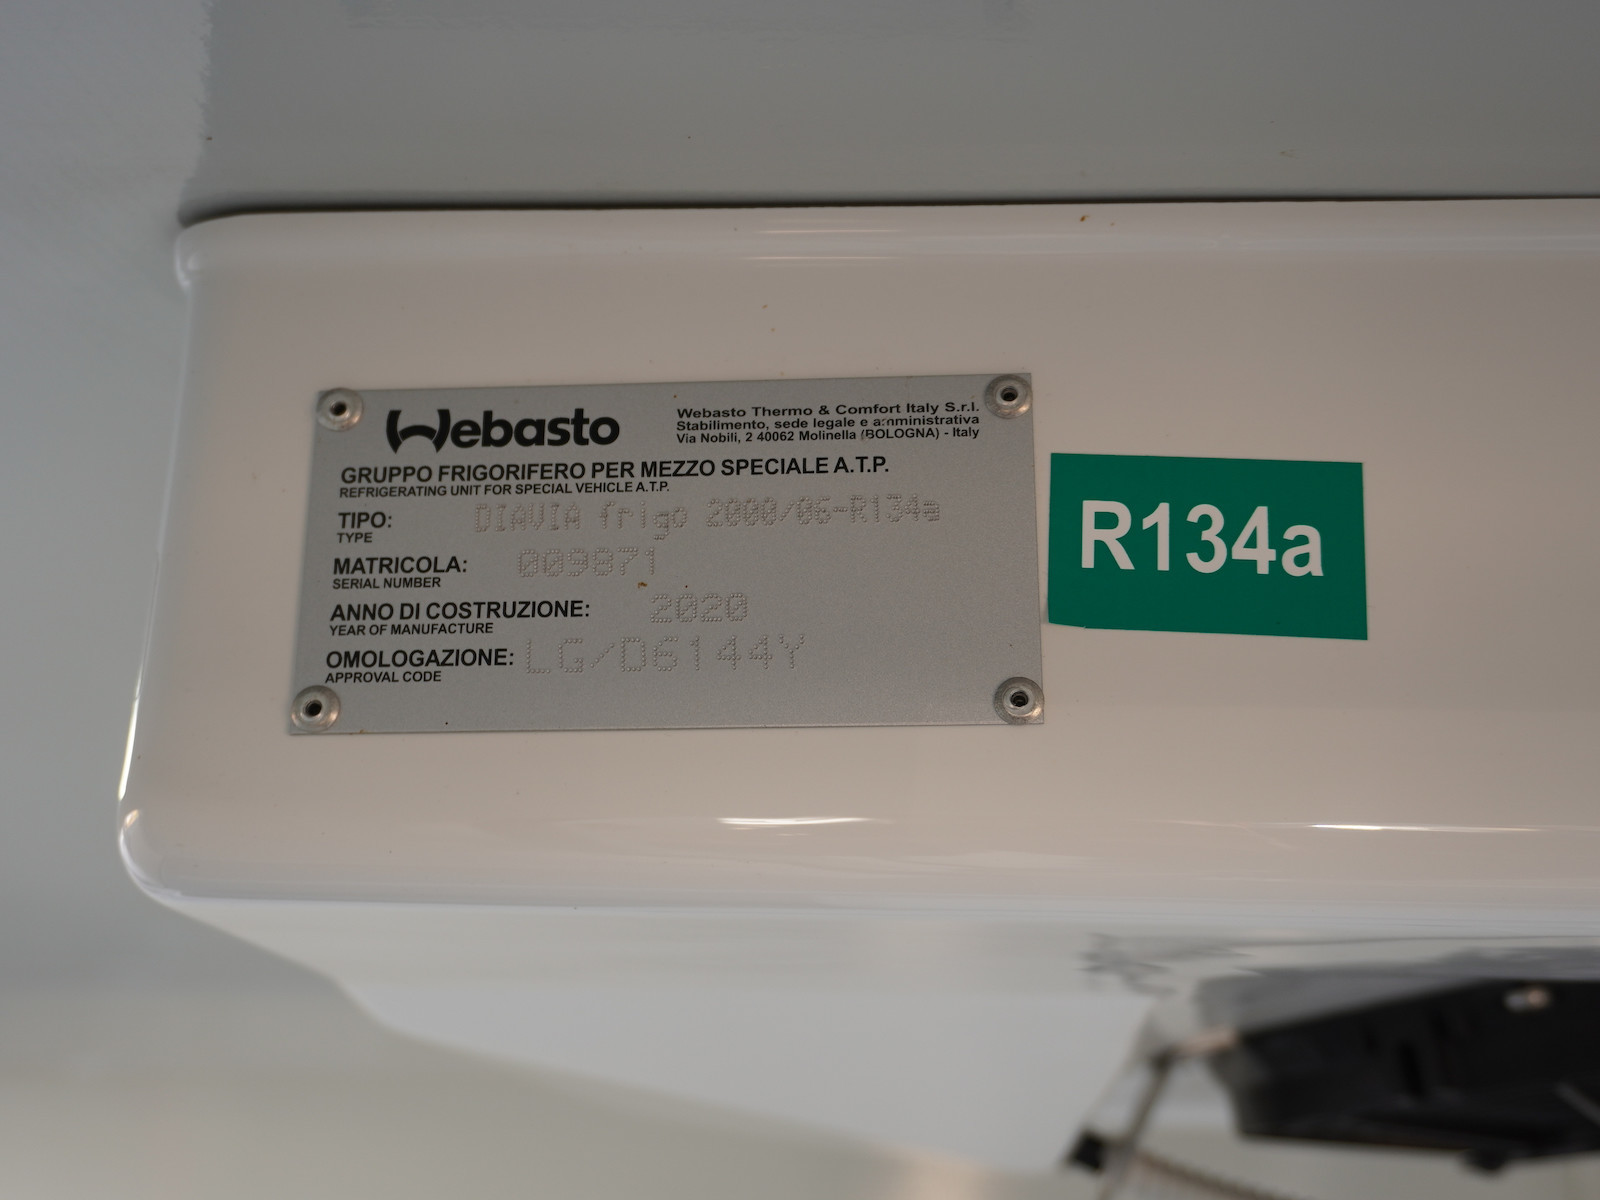 Webasto
Webasto Thermo & Comfort Italy S.r.l.
Stabilimento, sede legale e amministrativa
Via Nobili, 2 40062 Molinella (BOLOGNA) - Italy
GRUPPO FRIGORIFERO PER MEZZO SPECIALE A.T.P.
REFRIGERATING UNIT FOR SPECIAL VEHICLE A.T.P.
TIPO: DIAVIA frigo 2000/06-R134a
TYPE
MATRICOLA: 009871
SERIAL NUMBER
ANNO DI COSTRUZIONE: 2020
YEAR OF MANUFACTURE
OMOLOGAZIONE: LG/D6144Y
APPROVAL CODE
R134a